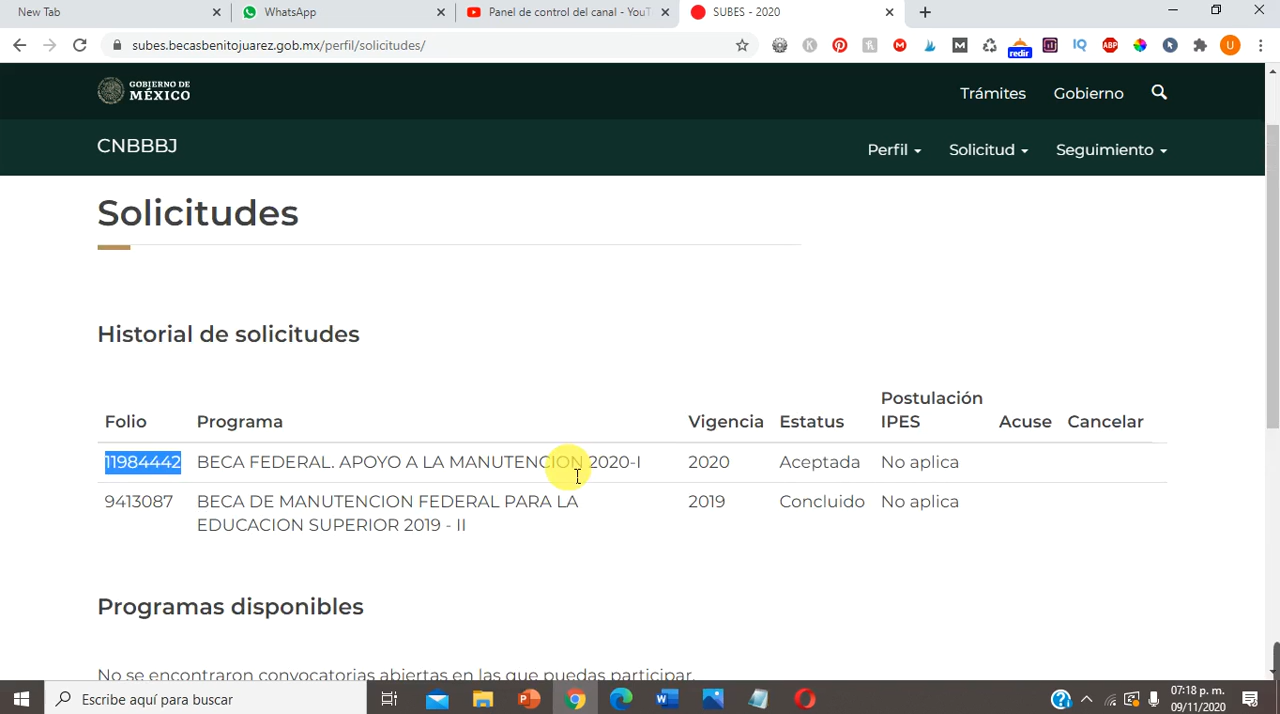 New Tab
WhatsApp
Panel de control del canal - YouT
SUBES - 2020
subes.becasbenitojuarez.gob.mx/perfil/solicitudes/
redir
IQ
ABP
U
GOBIERNO DE
MÉXICO
Trámites
Gobierno
CNBBBJ
Perfil
Solicitud
Seguimiento
Solicitudes
Historial de solicitudes
Folio Programa Vigencia Estatus Postulación IPES Acuse Cancelar
11984442 BECA FEDERAL. APOYO A LA MANUTENCION 2020-I 2020 Aceptada No aplica
9413087 BECA DE MANUTENCION FEDERAL PARA LA 2019 Concluido No aplica
EDUCACION SUPERIOR 2019 - II
Programas disponibles
No se encontraron convocatorias abiertas en las que puedas participar.
Escribe aquí para buscar
07:18 p. m.
09/11/2020